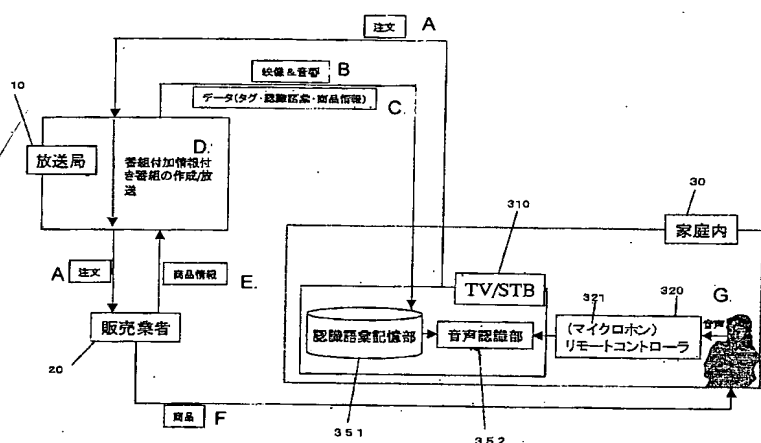 注文 A
映像&音響 B
データ(タグ・認識語彙・商品情報) C.
10
放送局
D.
番組付加情報付
き番組の作成/放
送
30
家庭内
310
TV/STB
A 注文
商品情報 E.
321
320
G.
音声
(マイクロホン)
リモートコントローラ
認識語彙記憶部
音声認識部
販売業者
20
351
352
商品 F